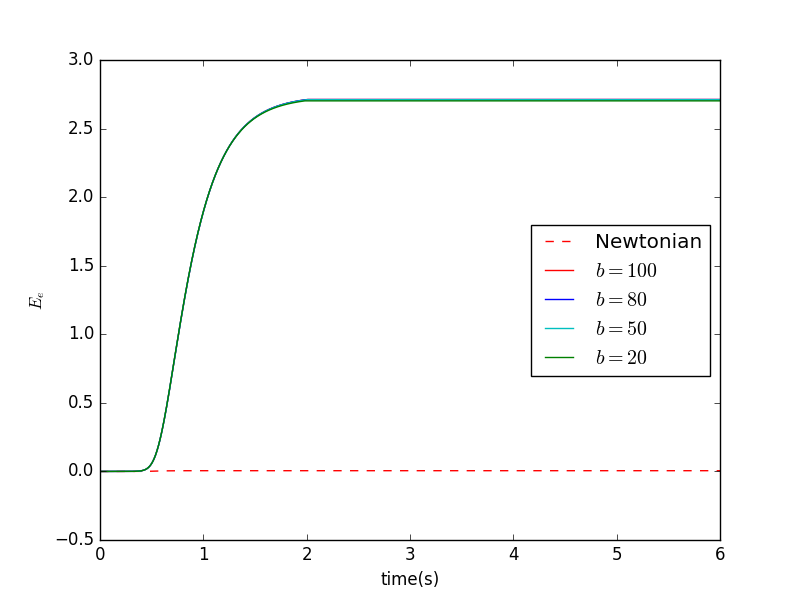 3.0
2.5
2.0
1.5
1.0
0.5
0.0
−0.5
E_e
0 1 2 3 4 5 6
time(s)
Newtonian
b = 100
b = 80
b = 50
b = 20